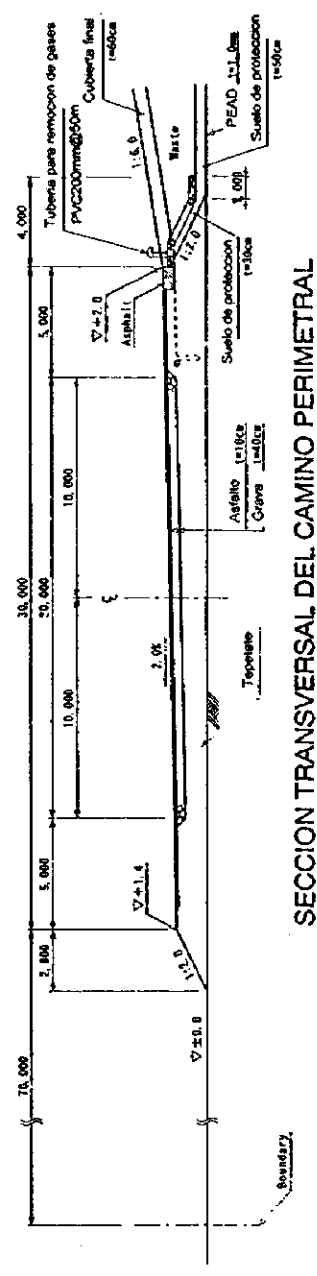 70,000
30,000
4,000
2,800
5,000
20,000
5,000
10,000
10,000
Tuberia para remocion de gases
PVC200mm@50m
Cubierta final
t=60cm
1:6.0
Waste
▽+2.0
Asphalt
▽+1.4
2.0%
℄
1:2.0
1:2.0
▽±0.0
PEAD t=1.0mm
Suelo de proteccion
t=50cm
Suelo de proteccion
t=30cm
Asfalto t=10cm
Grava t=40cm
Tepetate
Boundary
SECCION TRANSVERSAL DEL CAMINO PERIMETRAL